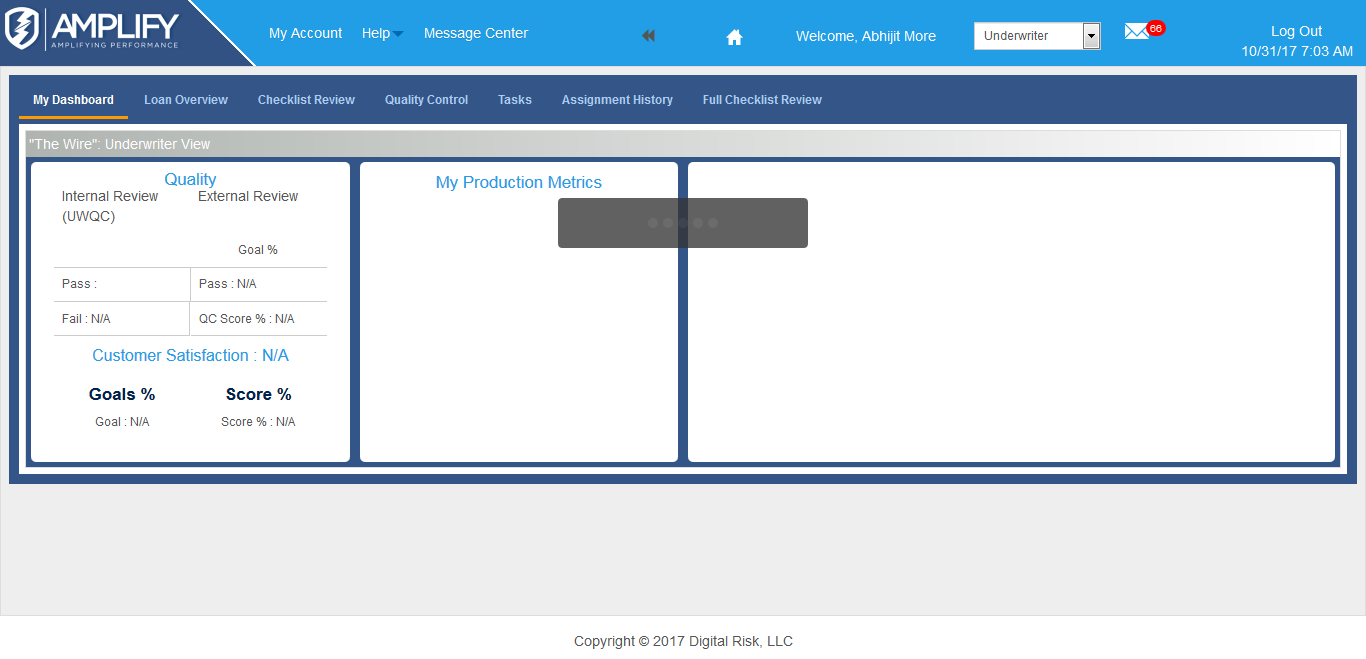 AMPLIFY
AMPLIFYING PERFORMANCE
My Account Help Message Center
Welcome, Abhijit More
Underwriter
66
Log Out
10/31/17 7:03 AM
My Dashboard Loan Overview Checklist Review Quality Control Tasks Assignment History Full Checklist Review
"The Wire": Underwriter View
Quality
Internal Review External Review
(UWQC)
Goal %
Pass : Pass : N/A
Fail : N/A QC Score % : N/A
Customer Satisfaction : N/A
Goals % Score %
Goal : N/A Score % : N/A
My Production Metrics
Copyright © 2017 Digital Risk, LLC